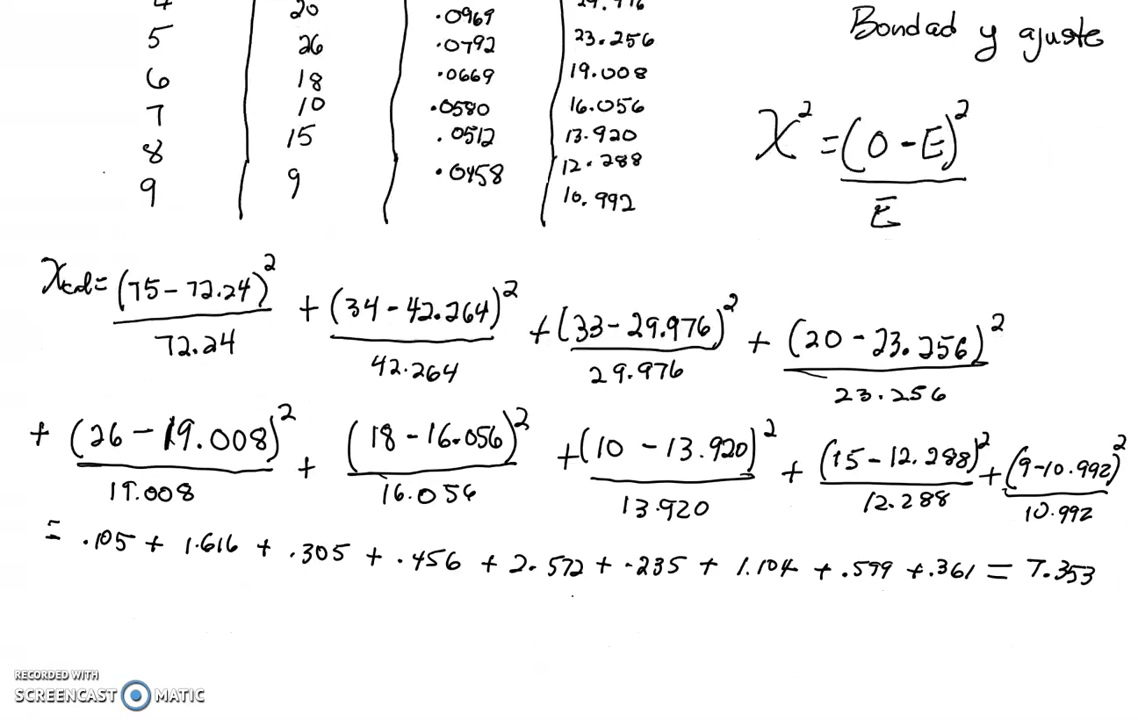 4 20 .0969 29.976
5 26 .0792 23.256
6 18 .0669 19.008
7 10 .0580 16.056
8 15 .0512 13.920
9 9 .0458 12.288
10.992
Bondad y ajuste
χ² = (O - E)² / E
χcal = (75 - 72.24)² / 72.24 + (34 - 42.264)² / 42.264 + (33 - 29.976)² / 29.976 + (20 - 23.256)² / 23.256
+ (26 - 19.008)² / 19.008 + (18 - 16.056)² / 16.056 + (10 - 13.920)² / 13.920 + (15 - 12.288)² / 12.288 + (9 - 10.992)² / 10.992
= .105 + 1.616 + .305 + .456 + 2.572 + .235 + 1.104 + .599 + .361 = 7.353
RECORDED WITH
SCREENCAST MATIC